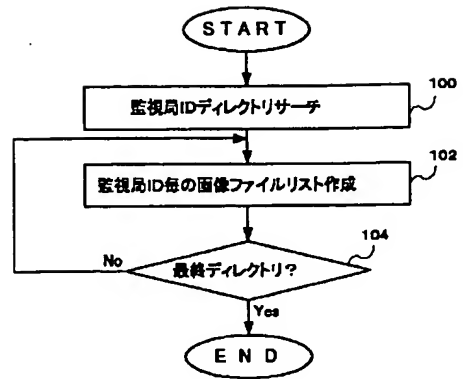 START
100
監視局IDディレクトリサーチ
102
監視局ID毎の画像ファイルリスト作成
104
最終ディレクトリ?
No
Yes
END